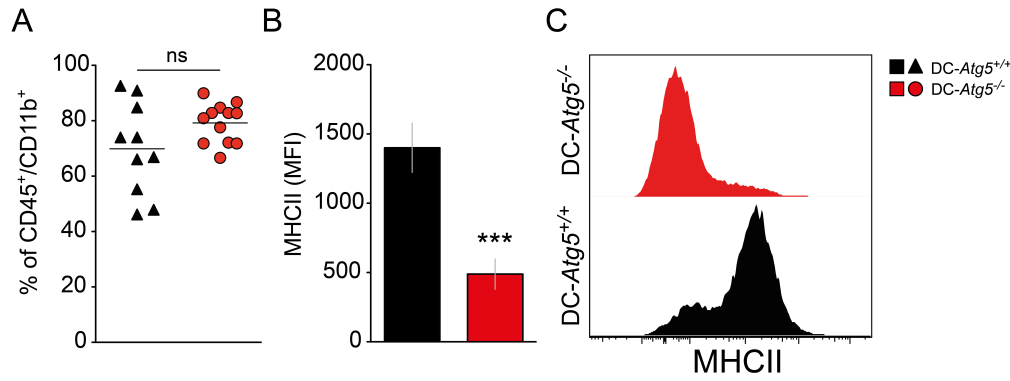 A
B
C
ns
% of CD45⁺/CD11b⁺
100
80
60
40
20
0
MHCII (MFI)
2000
1500
1000
500
0
***
DC-Atg5-/-
DC-Atg5+/+
MHCII
DC-Atg5+/+
DC-Atg5-/-